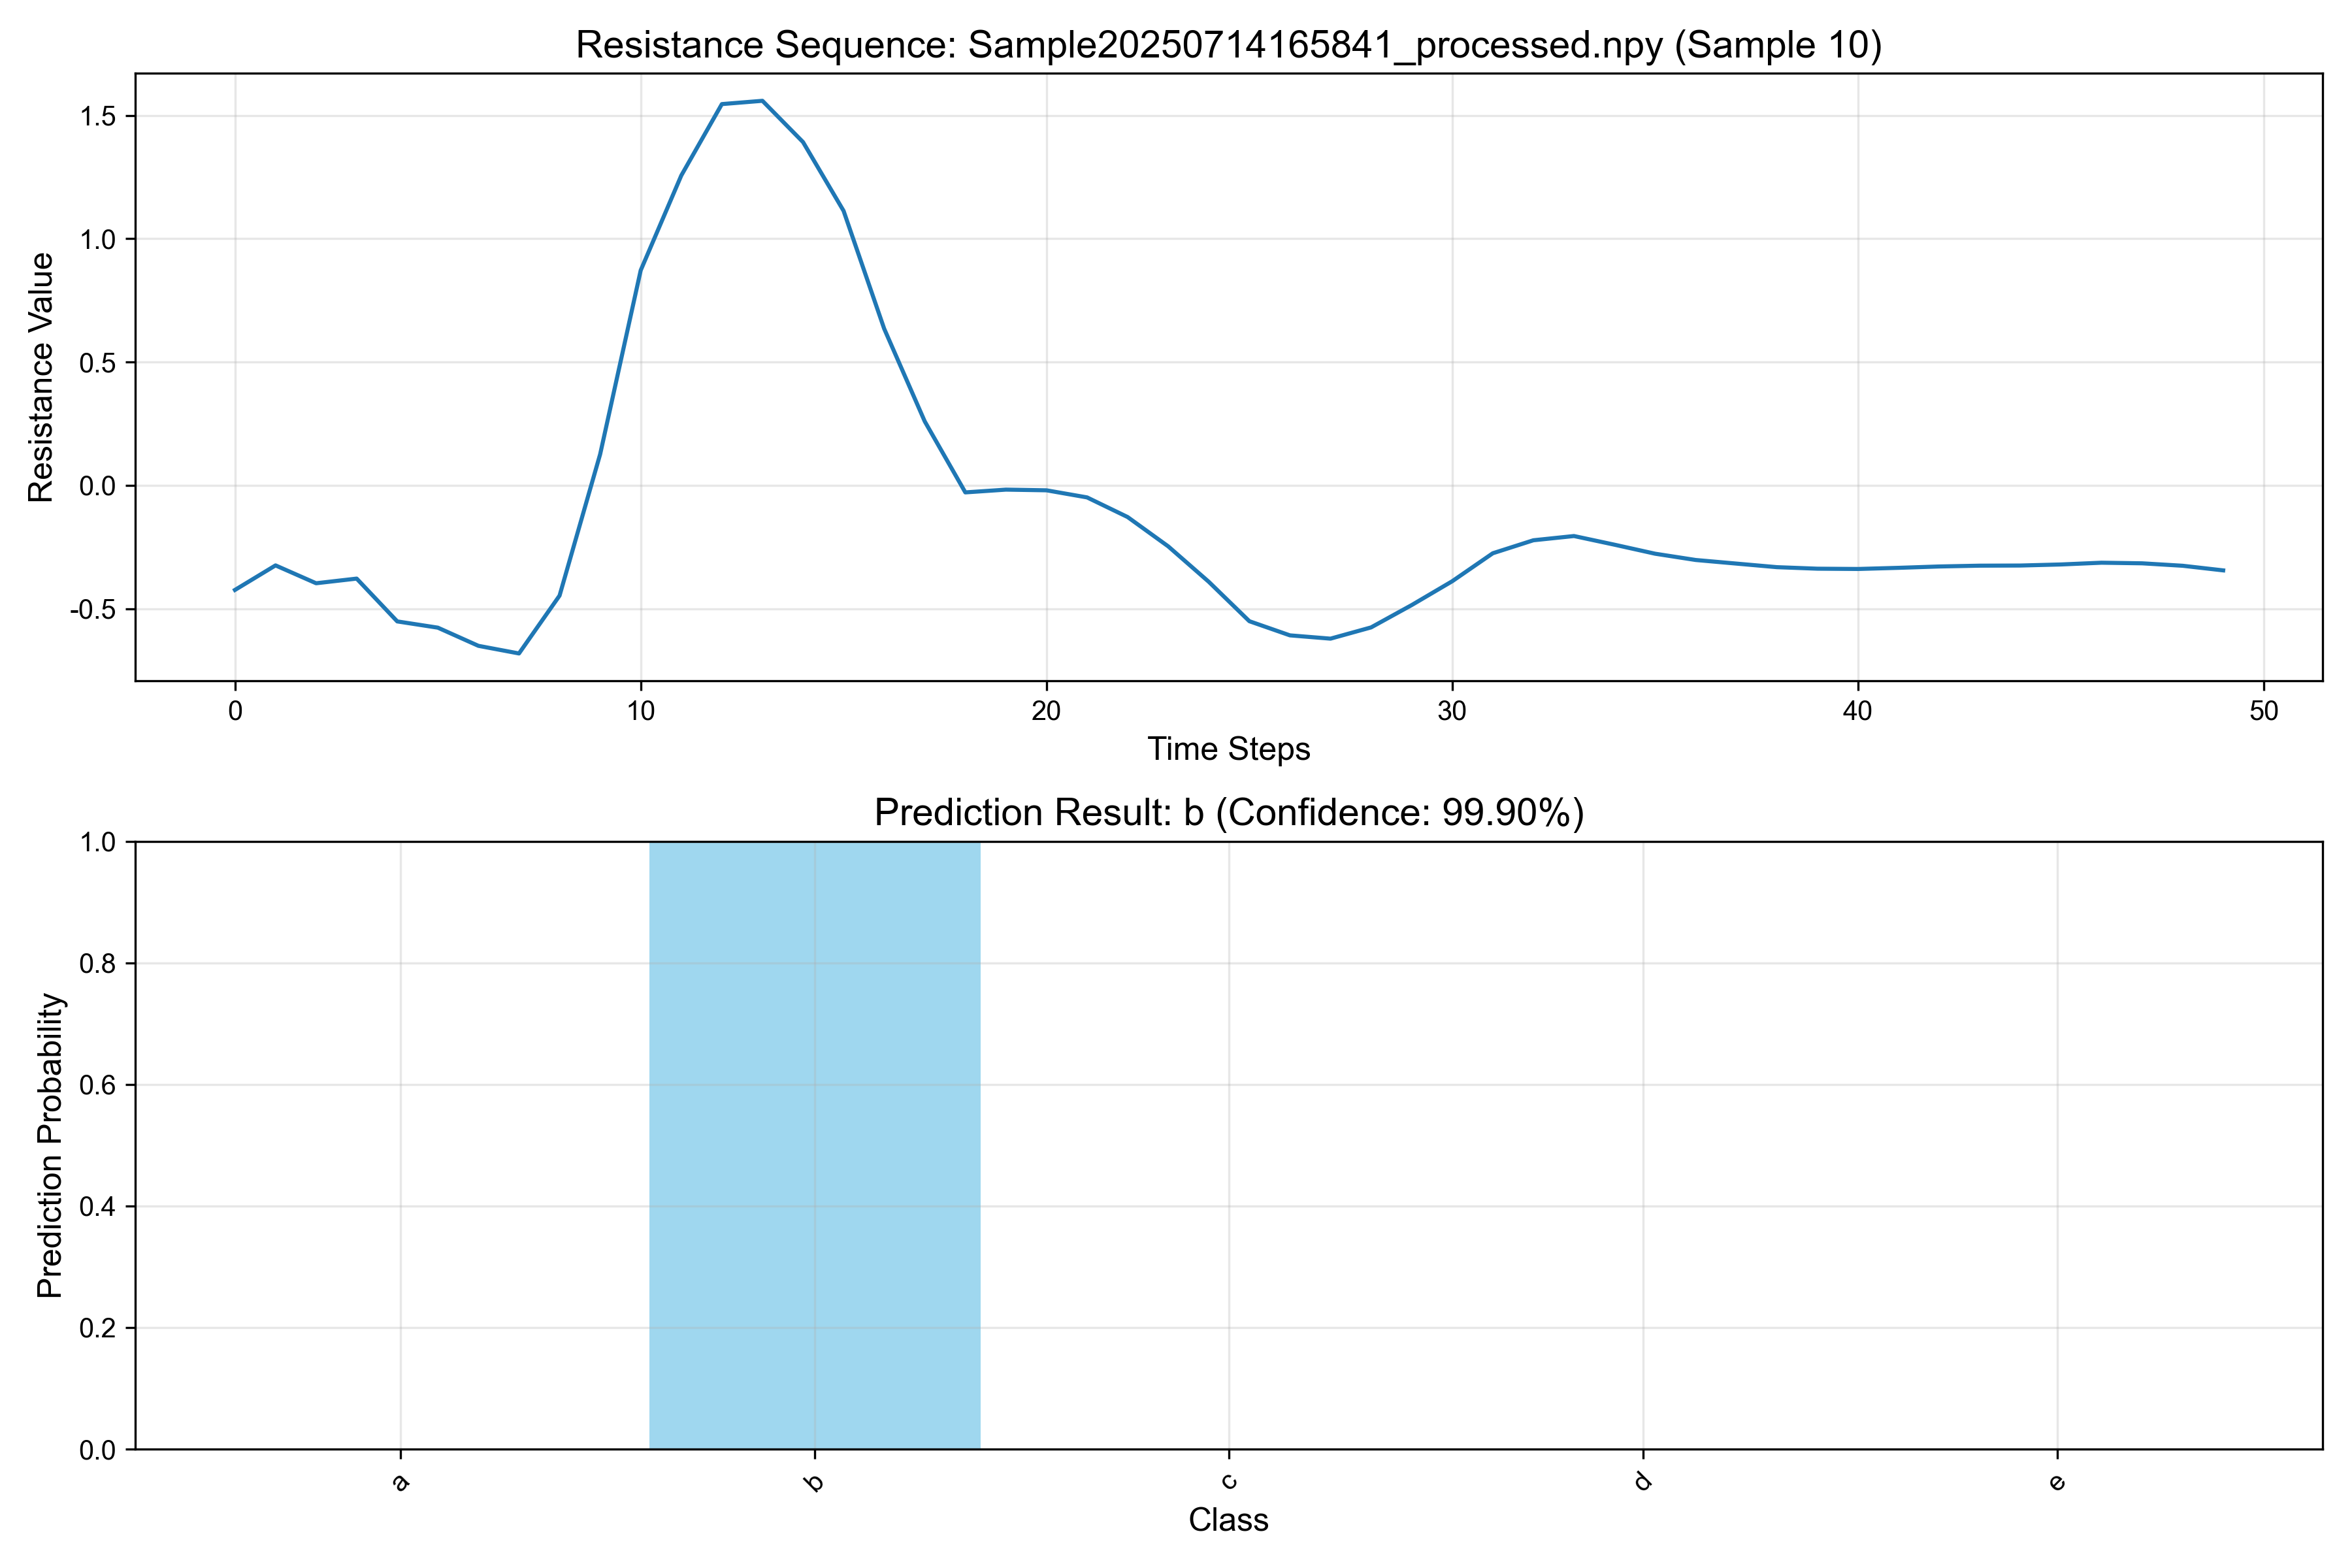 Resistance Sequence: Sample20250714165841_processed.npy (Sample 10)
Resistance Value
1.5
1.0
0.5
0.0
-0.5
0 10 20 30 40 50
Time Steps
Prediction Result: b (Confidence: 99.90%)
Prediction Probability
1.0
0.8
0.6
0.4
0.2
0.0
a b c d e
Class